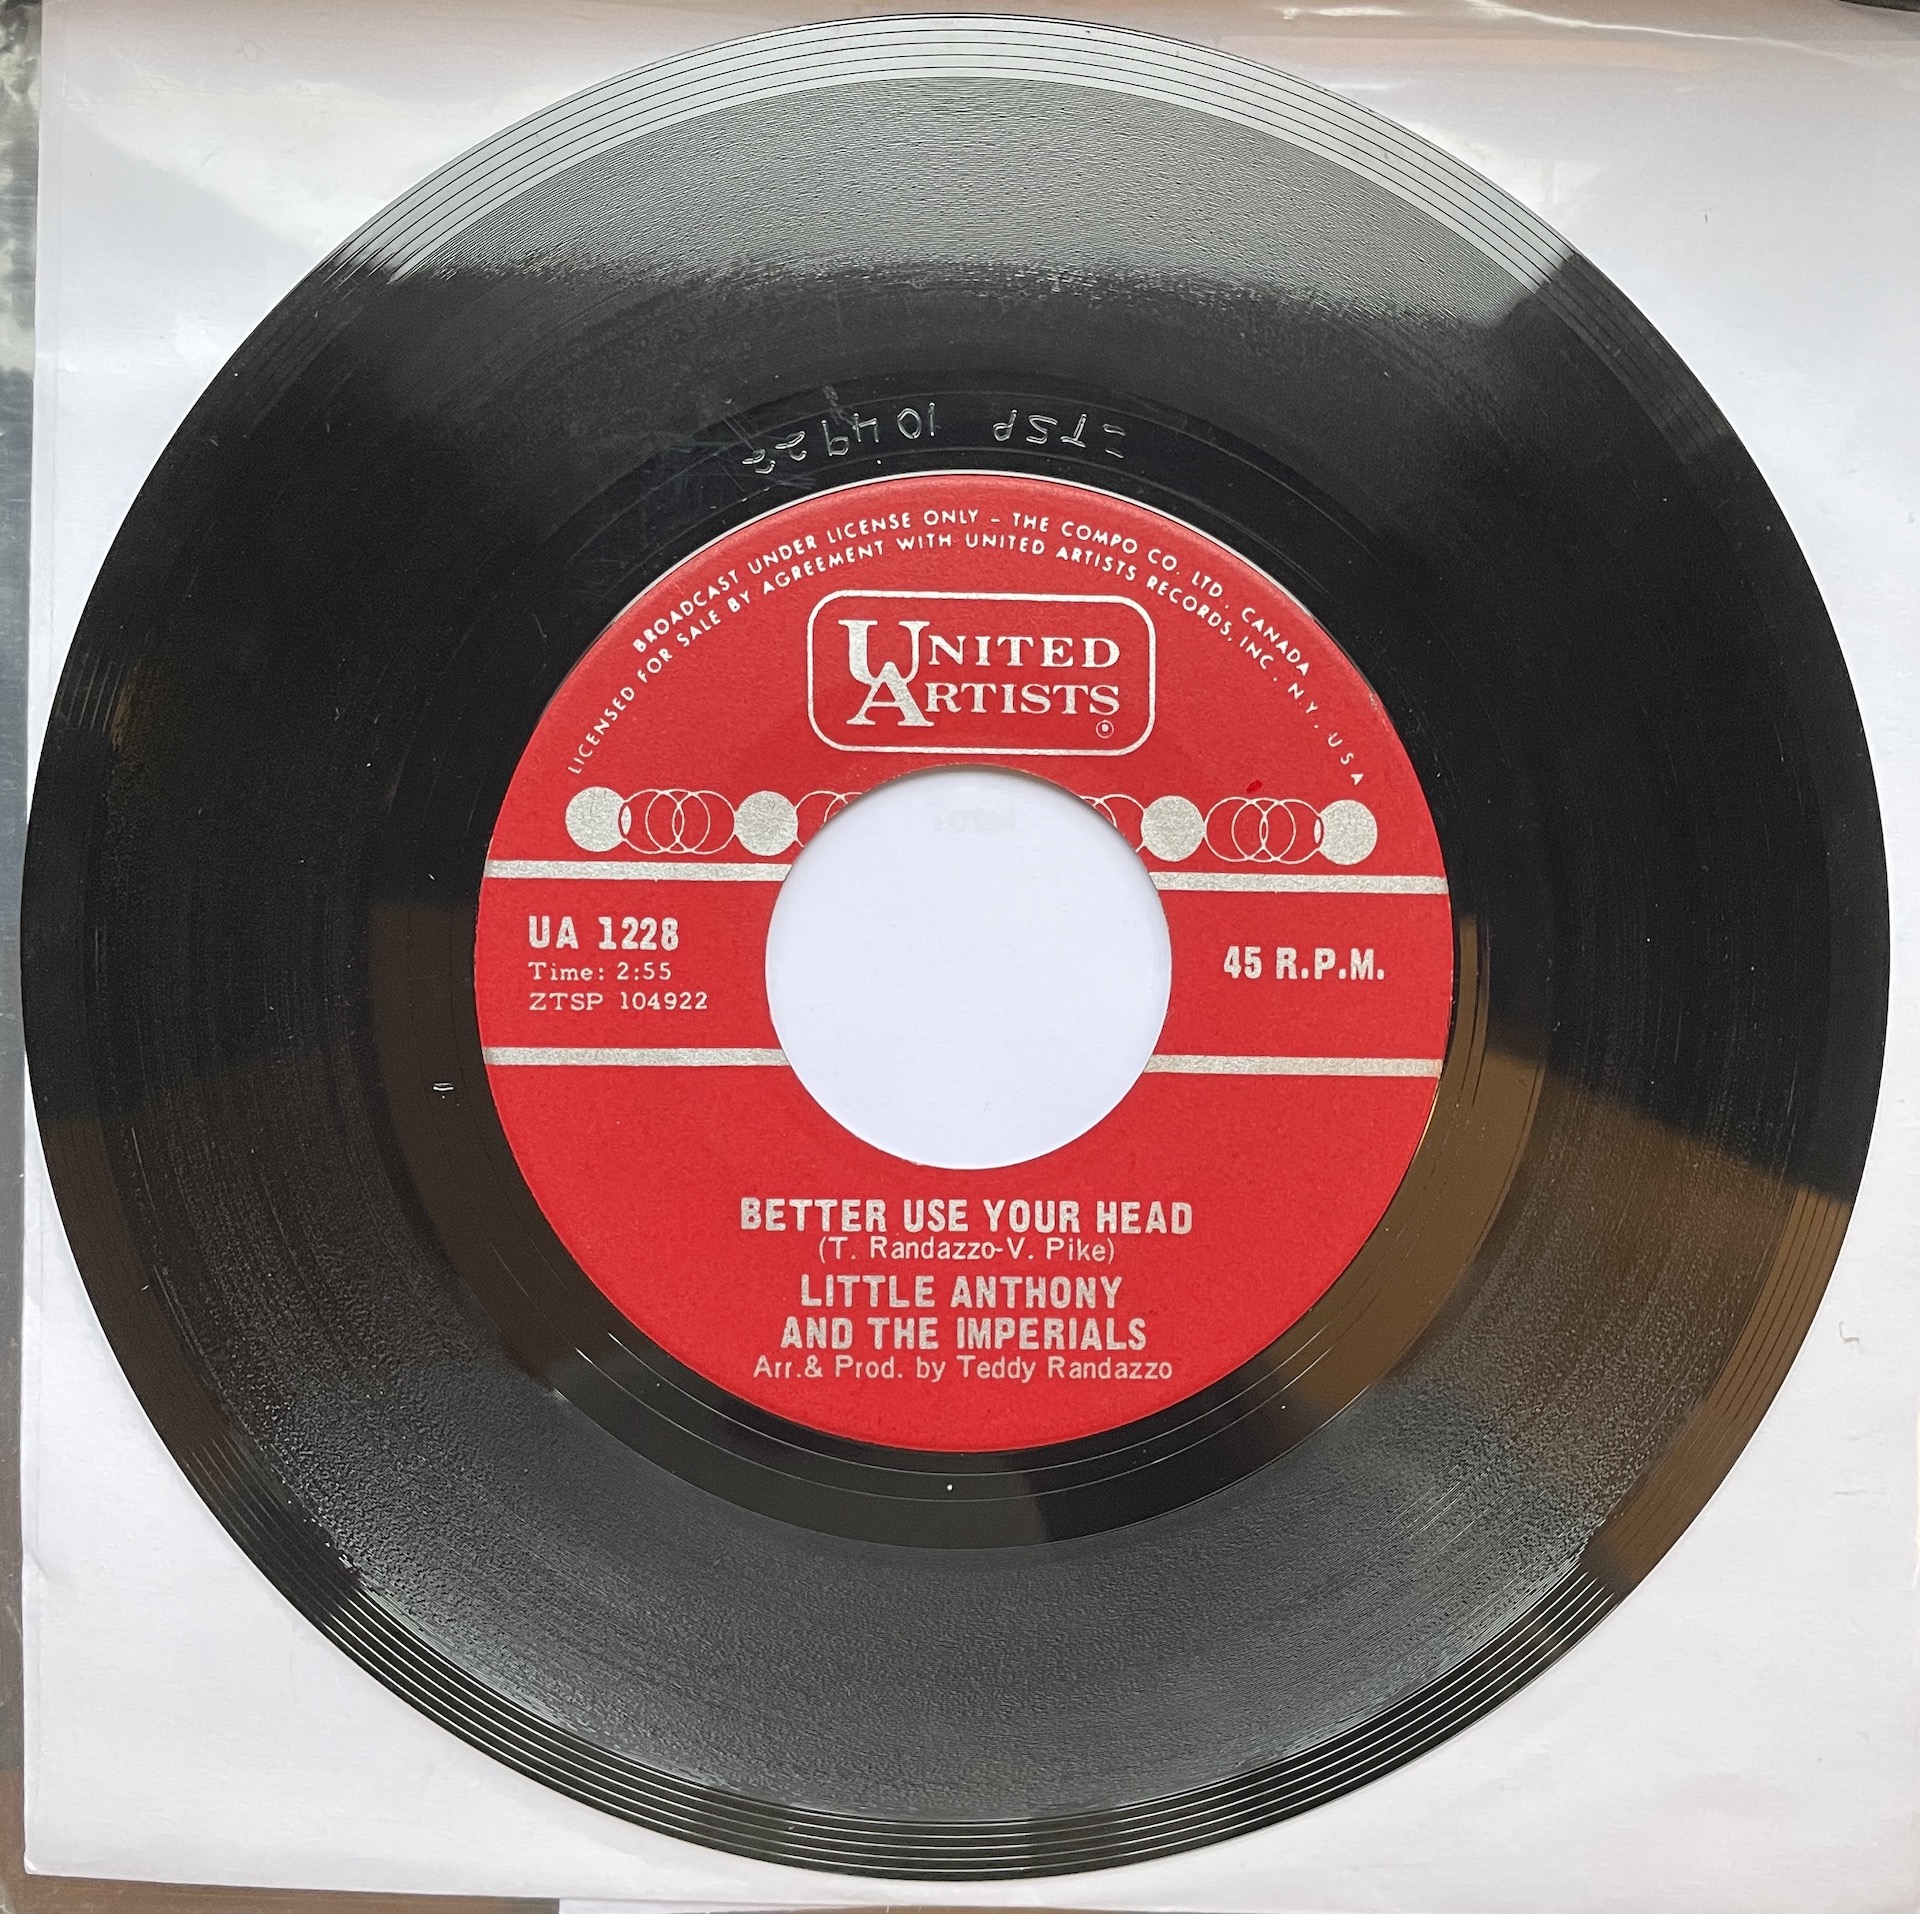 ZTSP 104922
BROADCAST UNDER LICENSE ONLY – THE COMPO CO. LTD., CANADA
LICENSED FOR SALE BY AGREEMENT WITH UNITED ARTISTS RECORDS, INC. N.Y. USA
UNITED
ARTISTS
®
UA 1228
Time: 2:55
ZTSP 104922
45 R.P.M.
BETTER USE YOUR HEAD
(T. Randazzo-V. Pike)
LITTLE ANTHONY
AND THE IMPERIALS
Arr.& Prod. by Teddy Randazzo